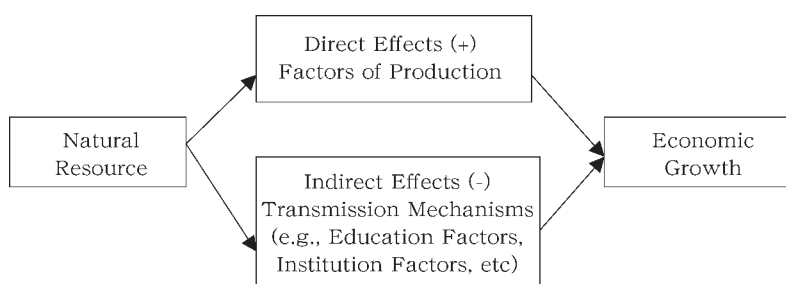 Direct Effects (+)
Factors of Production
Natural
Resource
Economic
Growth
Indirect Effects (-)
Transmission Mechanisms
(e.g., Education Factors,
Institution Factors, etc)